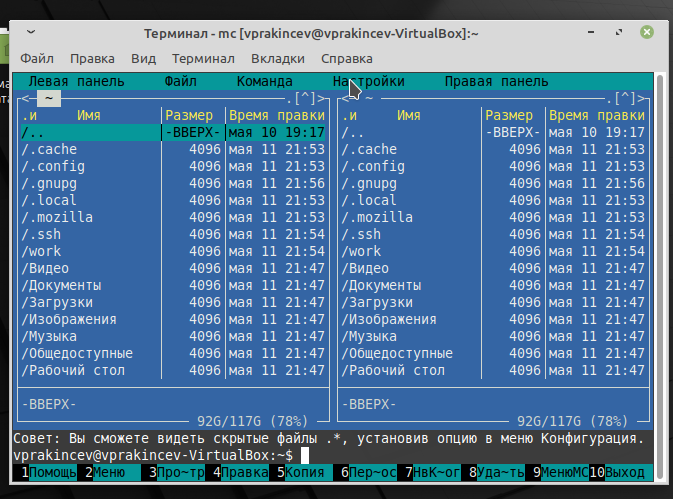 Терминал - mc [vprakincev@vprakincev-VirtualBox]:~
Файл Правка Вид Терминал Вкладки Справка
Левая панель Файл Команда Настройки Правая панель
<─ ~ ─.[^]> <─ ~ ─.[^]>
.и Имя Размер Время правки .и Имя Размер Время правки
/.. -ВВЕРХ- мая 10 19:17 /.. -ВВЕРХ- мая 10 19:17
/.cache 4096 мая 11 21:53 /.cache 4096 мая 11 21:53
/.config 4096 мая 11 21:53 /.config 4096 мая 11 21:53
/.gnupg 4096 мая 11 21:56 /.gnupg 4096 мая 11 21:56
/.local 4096 мая 11 21:53 /.local 4096 мая 11 21:53
/.mozilla 4096 мая 11 21:53 /.mozilla 4096 мая 11 21:53
/.ssh 4096 мая 11 21:54 /.ssh 4096 мая 11 21:54
/work 4096 мая 11 21:54 /work 4096 мая 11 21:54
/Видео 4096 мая 11 21:47 /Видео 4096 мая 11 21:47
/Документы 4096 мая 11 21:47 /Документы 4096 мая 11 21:47
/Загрузки 4096 мая 11 21:47 /Загрузки 4096 мая 11 21:47
/Изображения 4096 мая 11 21:47 /Изображения 4096 мая 11 21:47
/Музыка 4096 мая 11 21:47 /Музыка 4096 мая 11 21:47
/Общедоступные 4096 мая 11 21:47 /Общедоступные 4096 мая 11 21:47
/Рабочий стол 4096 мая 11 21:47 /Рабочий стол 4096 мая 11 21:47
-ВВЕРХ- -ВВЕРХ-
92G/117G (78%) 92G/117G (78%)
Совет: Вы сможете видеть скрытые файлы .*, установив опцию в меню Конфигурация.
vprakincev@vprakincev-VirtualBox:~$
1Помощь 2Меню 3Про~тр 4Правка 5Копия 6Пер~ос 7НвК~ог 8Уда~ть 9МенюMC 10Выход